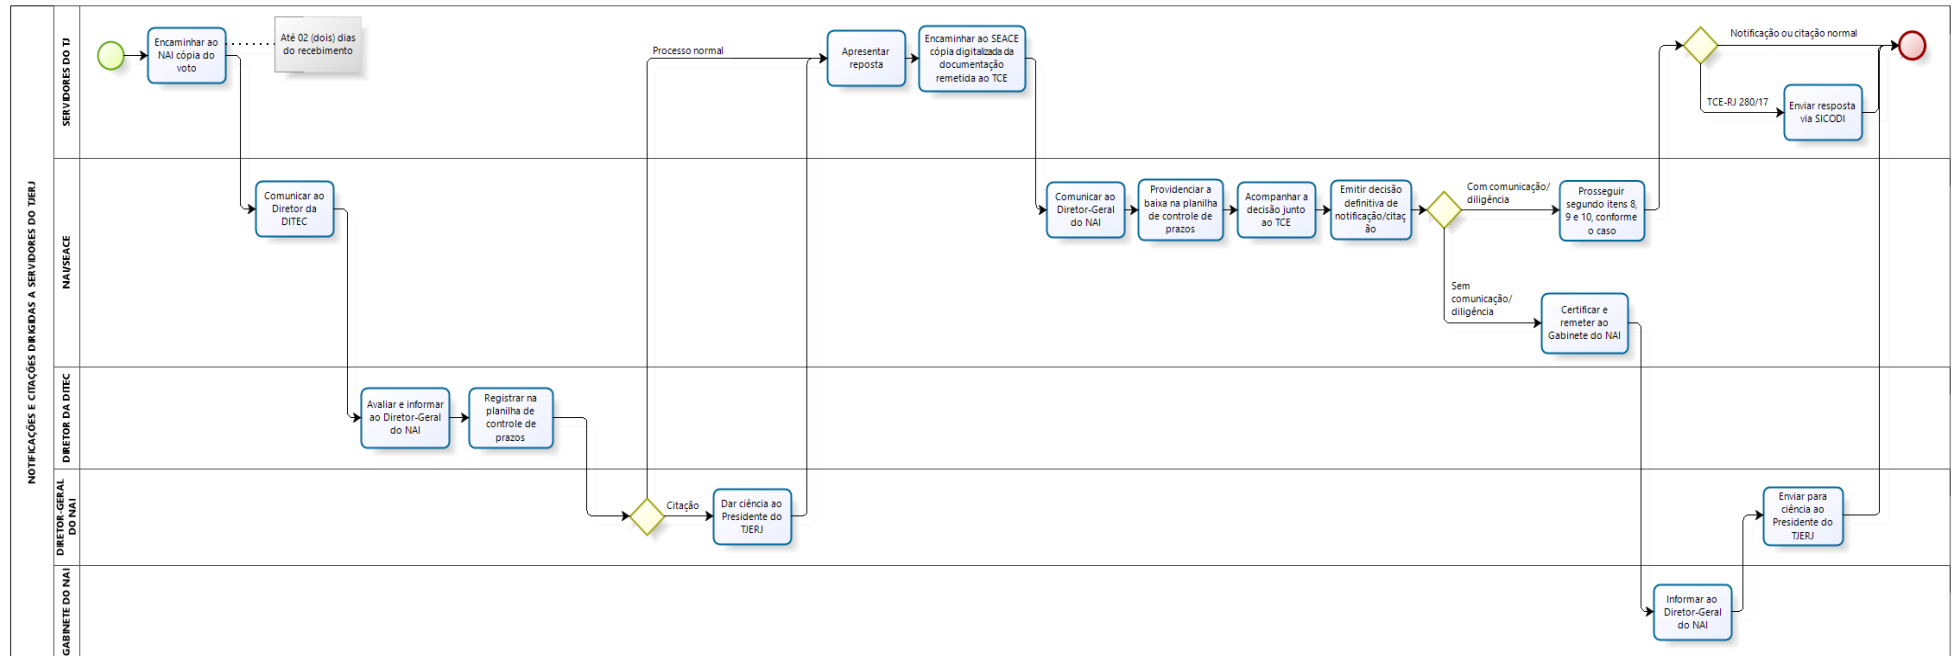 NOTIFICAÇÕES E CITAÇÕES DIRIGIDAS A SERVIDORES DO TJERJ
SERVIDORES DO TJ
Encaminhar ao
NAI cópia do
voto
Até 02 (dois) dias
do recebimento
Processo normal
Apresentar
reposta
Encaminhar ao SEACE
cópia digitalizada da
documentação
remetida ao TCE
Notificação ou citação normal
TCE-RJ 280/17
Enviar resposta
via SICODI
NAI/SEACE
Comunicar ao
Diretor da
DITEC
Comunicar ao
Diretor-Geral
do NAI
Providenciar a
baixa na planilha
de controle de
prazos
Acompanhar a
decisão junto
ao TCE
Emitir decisão
definitiva de
notificação/citaç
ão
Com comunicação/
diligência
Prosseguir
segundo itens 8,
9 e 10, conforme
o caso
Sem
comunicação/
diligência
Certificar e
remeter ao
Gabinete do NAI
DIRETOR DA DITEC
Avaliar e informar
ao Diretor-Geral
do NAI
Registrar na
planilha de
controle de
prazos
DIRETOR-GERAL
DO NAI
Citação
Dar ciência ao
Presidente do
TJERJ
Enviar para
ciência ao
Presidente do
TJERJ
GABINETE DO NAI
Informar ao
Diretor-Geral
do NAI